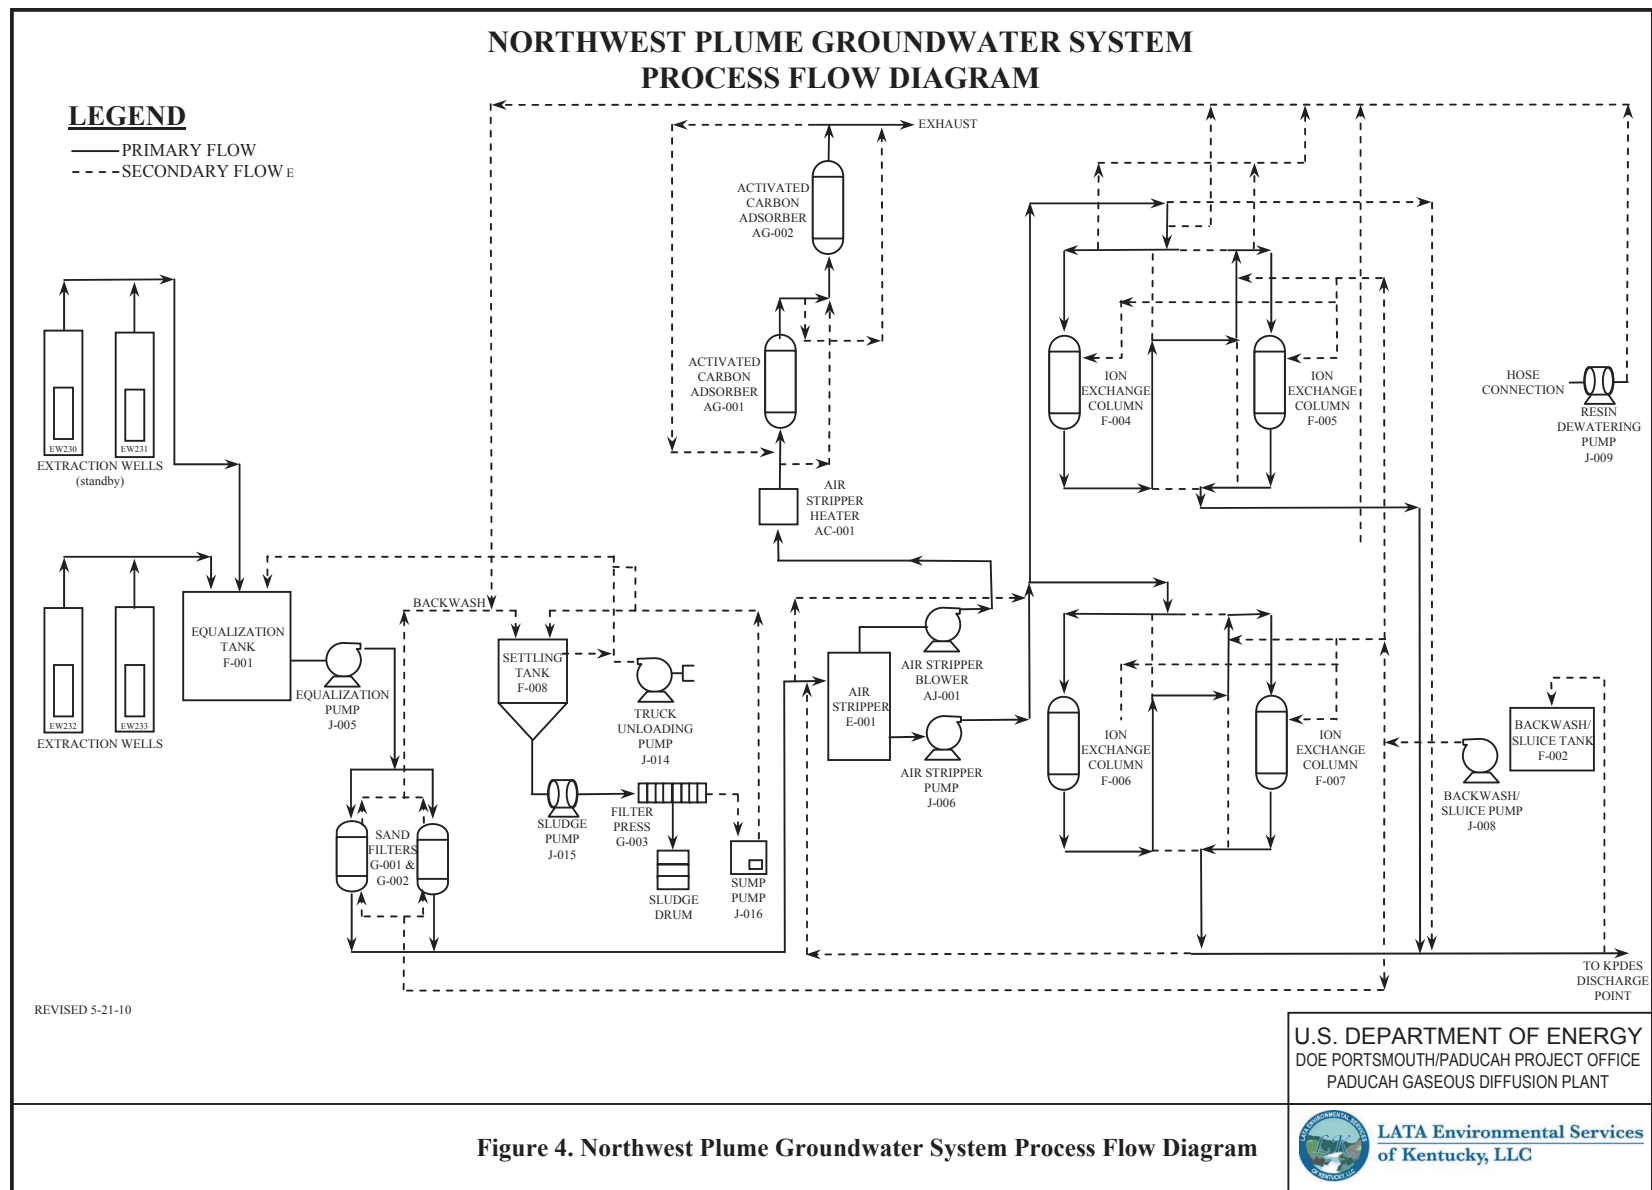 NORTHWEST PLUME GROUNDWATER SYSTEM
PROCESS FLOW DIAGRAM
LEGEND
PRIMARY FLOW
SECONDARY FLOW E
EXHAUST
ACTIVATED
CARBON
ADSORBER
AG-002
ACTIVATED
CARBON
ADSORBER
AG-001
AIR
STRIPPER
HEATER
AC-001
EW230
EW231
EXTRACTION WELLS
(standby)
EW232
EW233
EXTRACTION WELLS
EQUALIZATION
TANK
F-001
EQUALIZATION
PUMP
J-005
BACKWASH
SETTLING
TANK
F-008
TRUCK
UNLOADING
PUMP
J-014
SAND
FILTERS
G-001 &
G-002
SLUDGE
PUMP
J-015
FILTER
PRESS
G-003
SLUDGE
DRUM
SUMP
PUMP
J-016
AIR
STRIPPER
E-001
AIR STRIPPER
BLOWER
AJ-001
AIR STRIPPER
PUMP
J-006
ION
EXCHANGE
COLUMN
F-004
ION
EXCHANGE
COLUMN
F-005
ION
EXCHANGE
COLUMN
F-006
ION
EXCHANGE
COLUMN
F-007
HOSE
CONNECTION
RESIN
DEWATERING
PUMP
J-009
BACKWASH/
SLUICE TANK
F-002
BACKWASH/
SLUICE PUMP
J-008
TO KPDES
DISCHARGE
POINT
REVISED 5-21-10
U.S. DEPARTMENT OF ENERGY
DOE PORTSMOUTH/PADUCAH PROJECT OFFICE
PADUCAH GASEOUS DIFFUSION PLANT
Figure 4. Northwest Plume Groundwater System Process Flow Diagram
LATA ENVIRONMENTAL SERVICES
OF KENTUCKY, LLC
LATA Environmental Services
of Kentucky, LLC